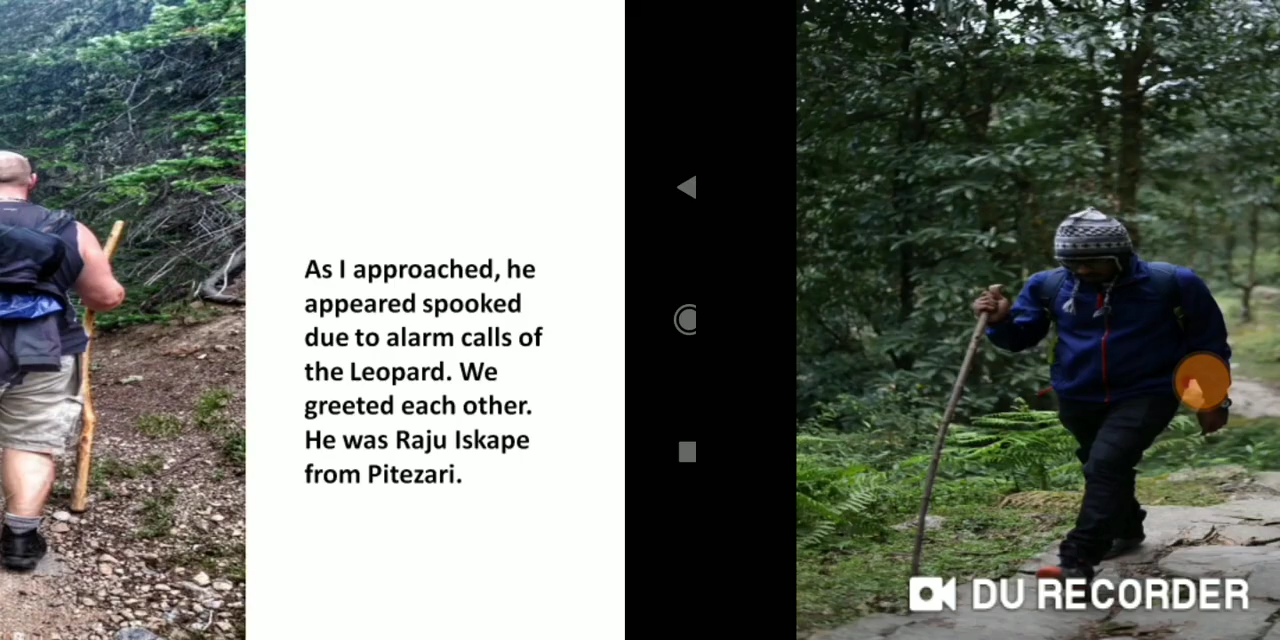 As I approached, he
appeared spooked
due to alarm calls of
the Leopard. We
greeted each other.
He was Raju Iskape
from Pitezari.
DU RECORDER